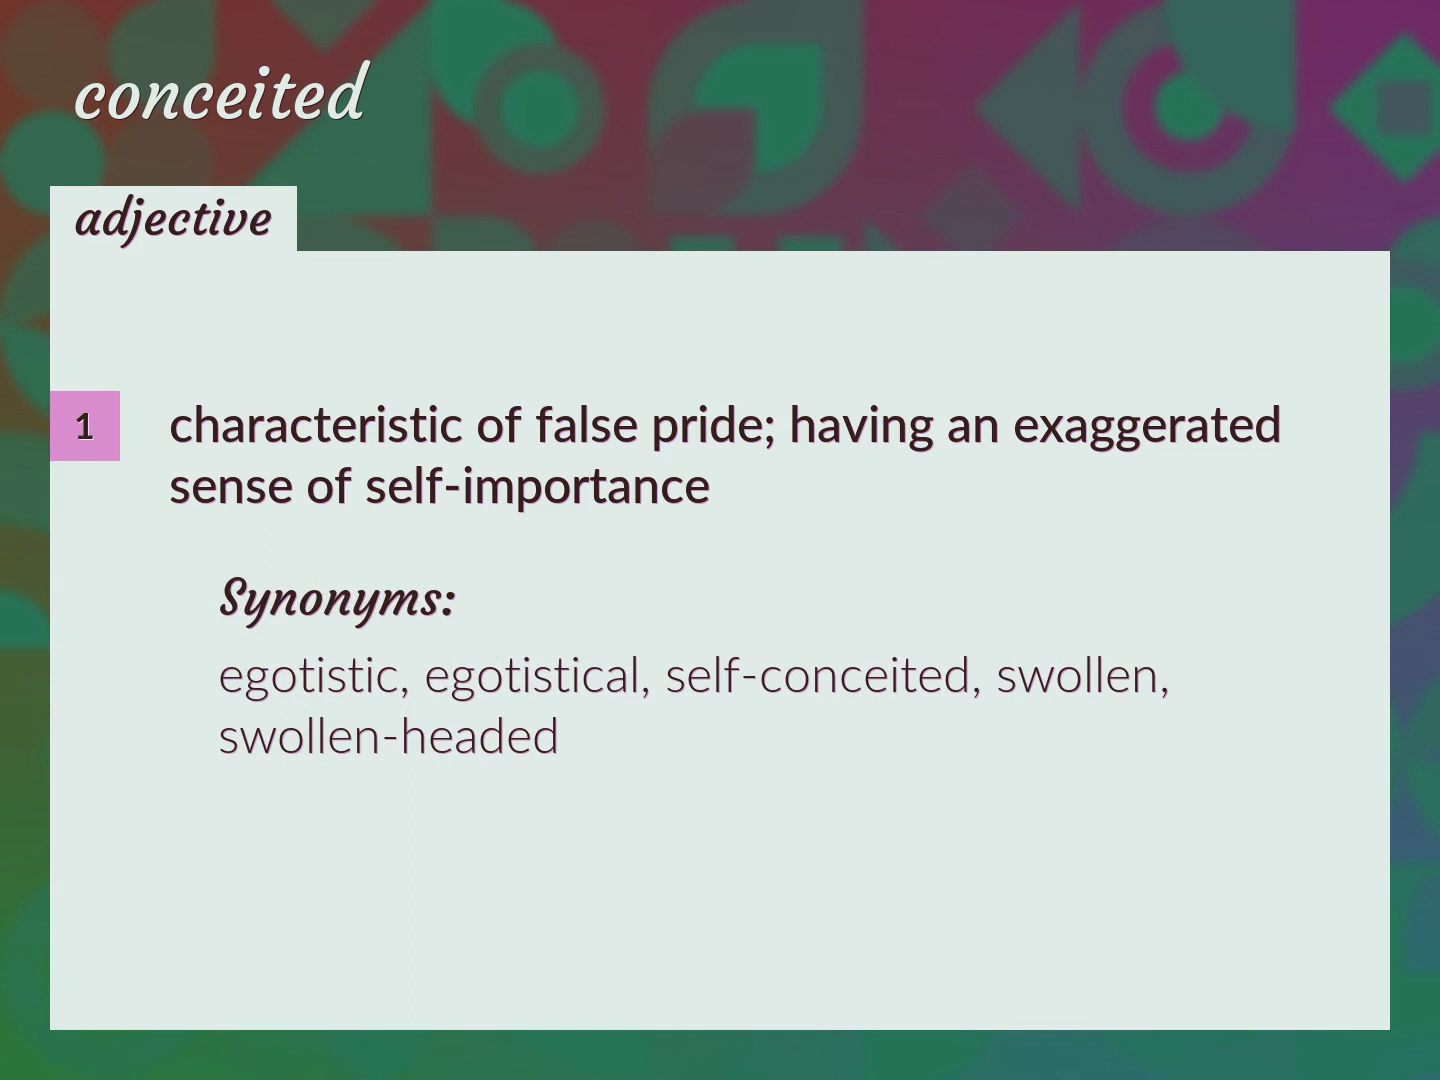 conceited
adjective
1
characteristic of false pride; having an exaggerated
sense of self-importance
Synonyms:
egotistic, egotistical, self-conceited, swollen,
swollen-headed